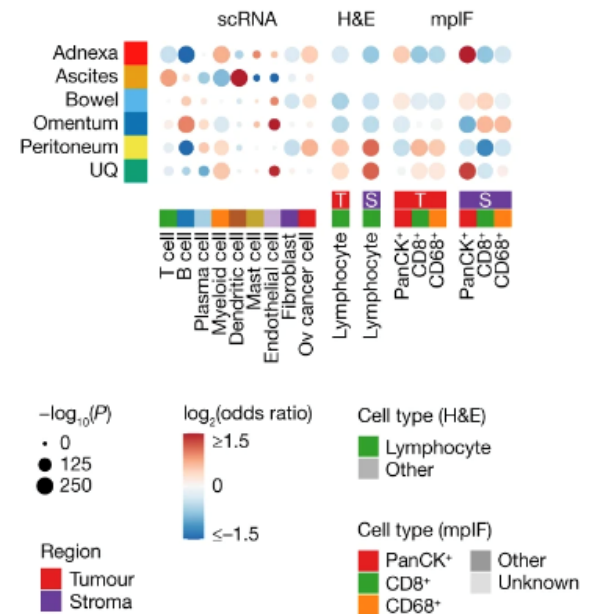 scRNA H&E mpIF
Adnexa
Ascites
Bowel
Omentum
Peritoneum
UQ
T S T S
T cell
B cell
Plasma cell
Myeloid cell
Dendritic cell
Mast cell
Endothelial cell
Fibroblast
Ov cancer cell
Lymphocyte
Lymphocyte
PanCK⁺
CD8⁺
CD68⁺
PanCK⁺
CD8⁺
CD68⁺
−log₁₀(P)
0
125
250
log₂(odds ratio)
≥1.5
0
≤−1.5
Cell type (H&E)
Lymphocyte
Other
Region
Tumour
Stroma
Cell type (mpIF)
PanCK⁺ Other
CD8⁺ Unknown
CD68⁺